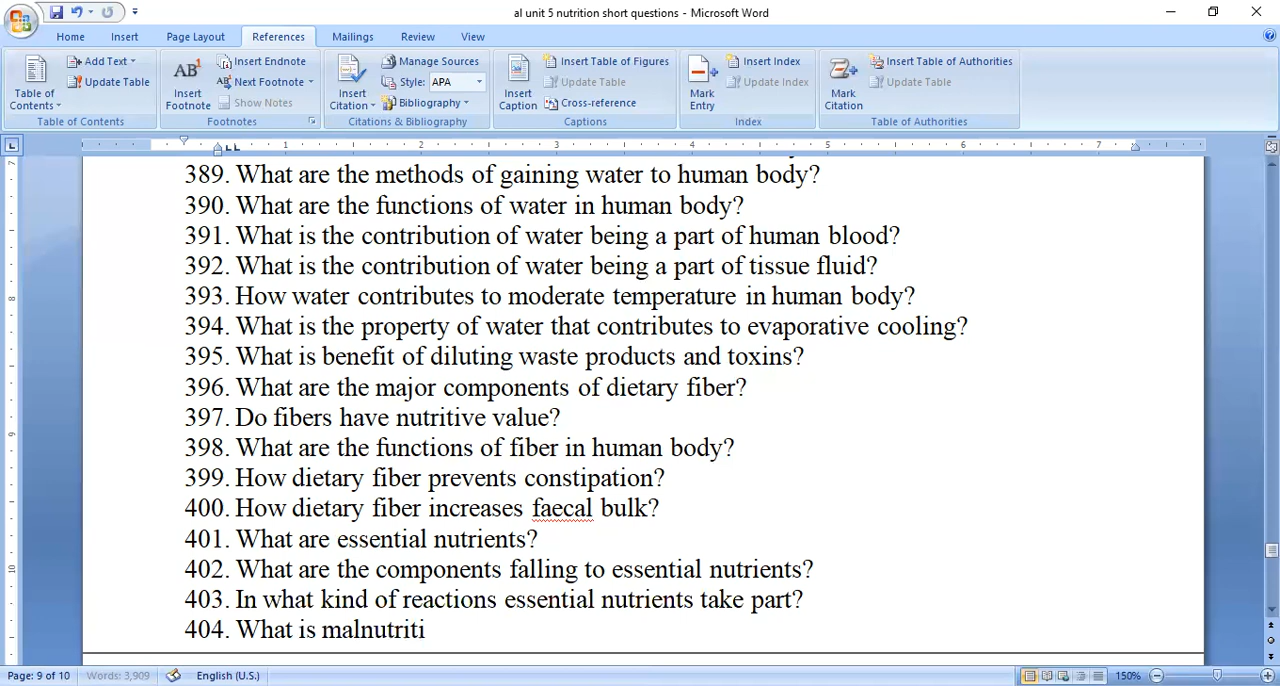 al unit 5 nutrition short questions - Microsoft Word
Home Insert Page Layout References Mailings Review View
Table of Contents
Add Text
Update Table
Table of Contents
AB1 Insert Footnote
Insert Endnote
AB Next Footnote
Show Notes
Footnotes
Insert Citation
Manage Sources
Style: APA
Bibliography
Citations & Bibliography
Insert Caption
Insert Table of Figures
Update Table
Cross-reference
Captions
Mark Entry
Insert Index
Update Index
Index
Mark Citation
Insert Table of Authorities
Update Table
Table of Authorities
1 2 3 4 5 6 7
389. What are the methods of gaining water to human body?
390. What are the functions of water in human body?
391. What is the contribution of water being a part of human blood?
392. What is the contribution of water being a part of tissue fluid?
393. How water contributes to moderate temperature in human body?
394. What is the property of water that contributes to evaporative cooling?
395. What is benefit of diluting waste products and toxins?
396. What are the major components of dietary fiber?
397. Do fibers have nutritive value?
398. What are the functions of fiber in human body?
399. How dietary fiber prevents constipation?
400. How dietary fiber increases faecal bulk?
401. What are essential nutrients?
402. What are the components falling to essential nutrients?
403. In what kind of reactions essential nutrients take part?
404. What is malnutriti
Page: 9 of 10 Words: 3,909 English (U.S.) 150%